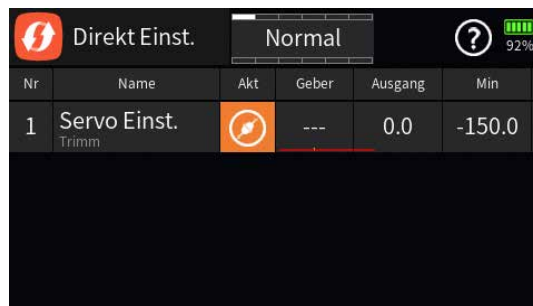 Direkt Einst.
Normal
?
92%
Nr Name Akt Geber Ausgang Min
1 Servo Einst. --- 0.0 -150.0
Trimm